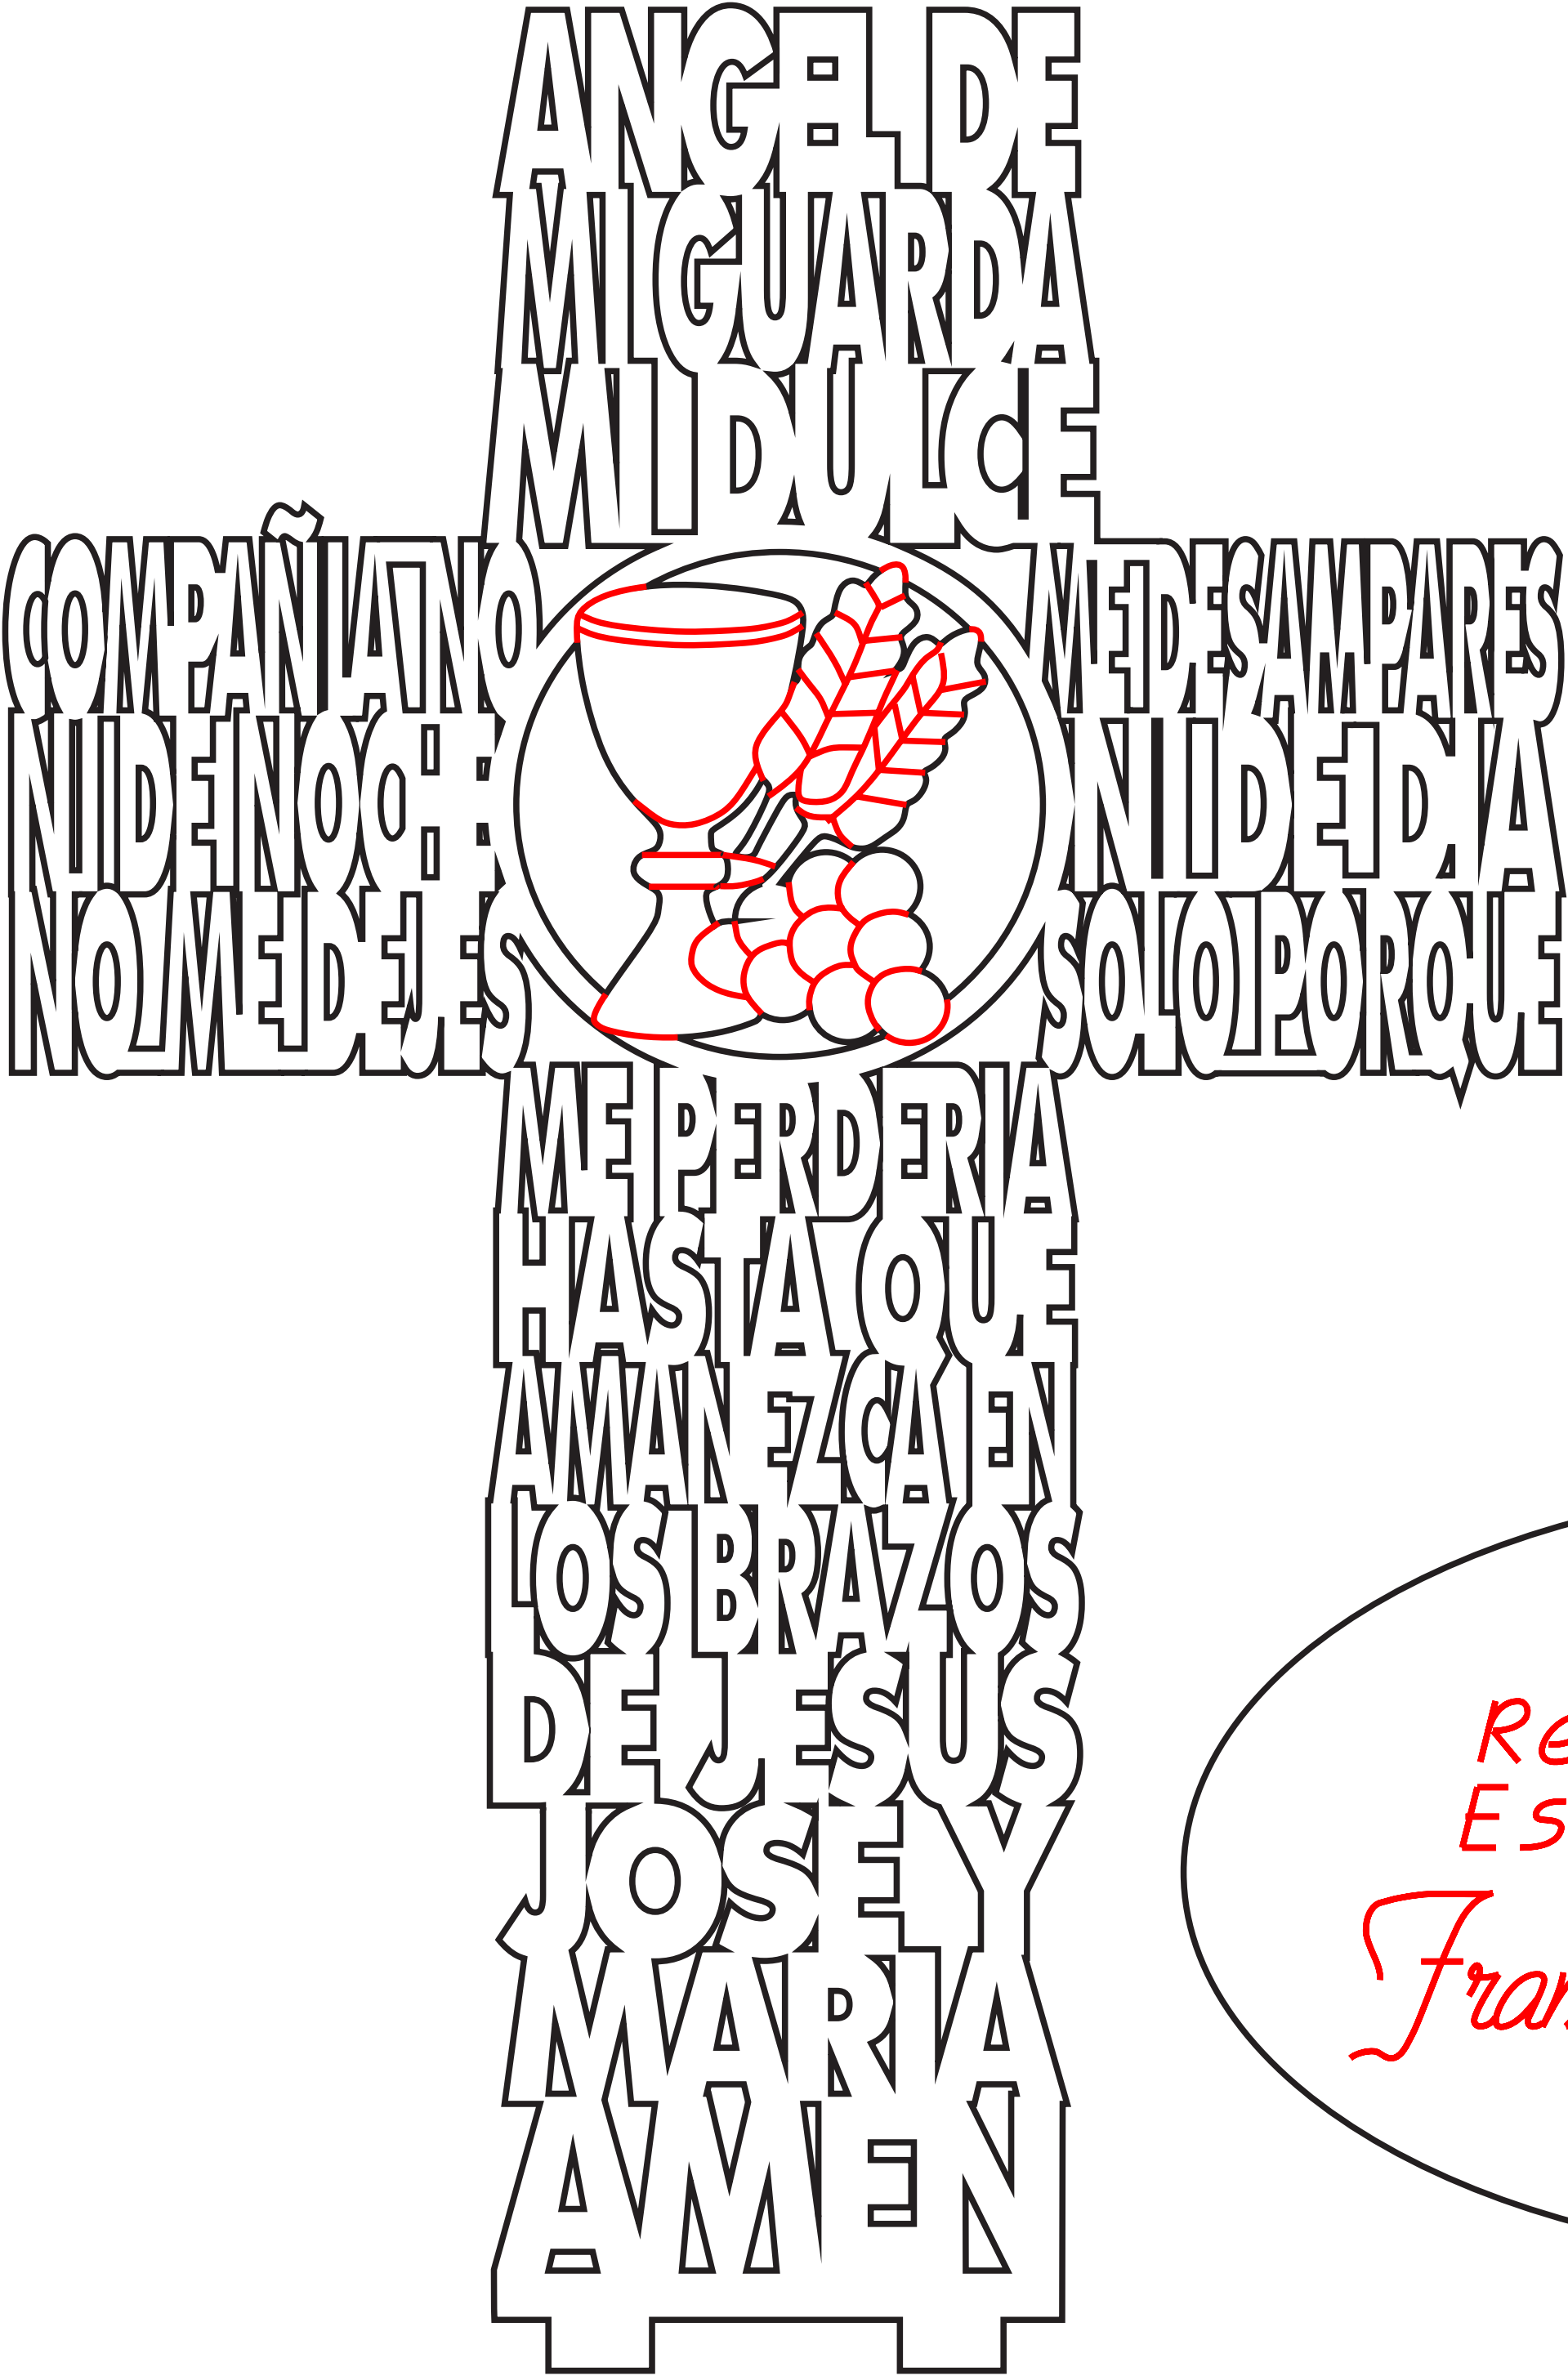 ANGEL DE
MI GUARDA
MI DULCE
COMPAÑIA NO ME DESAMPARES
NI DE NOCHE NI DE DIA
NO ME DEJES SOLO PORQUE
ME PERDERIA
HASTA QUE
AMANEZCA EN
LOS BRAZOS
DE JESUS
JOSE Y
MARIA
AMEN